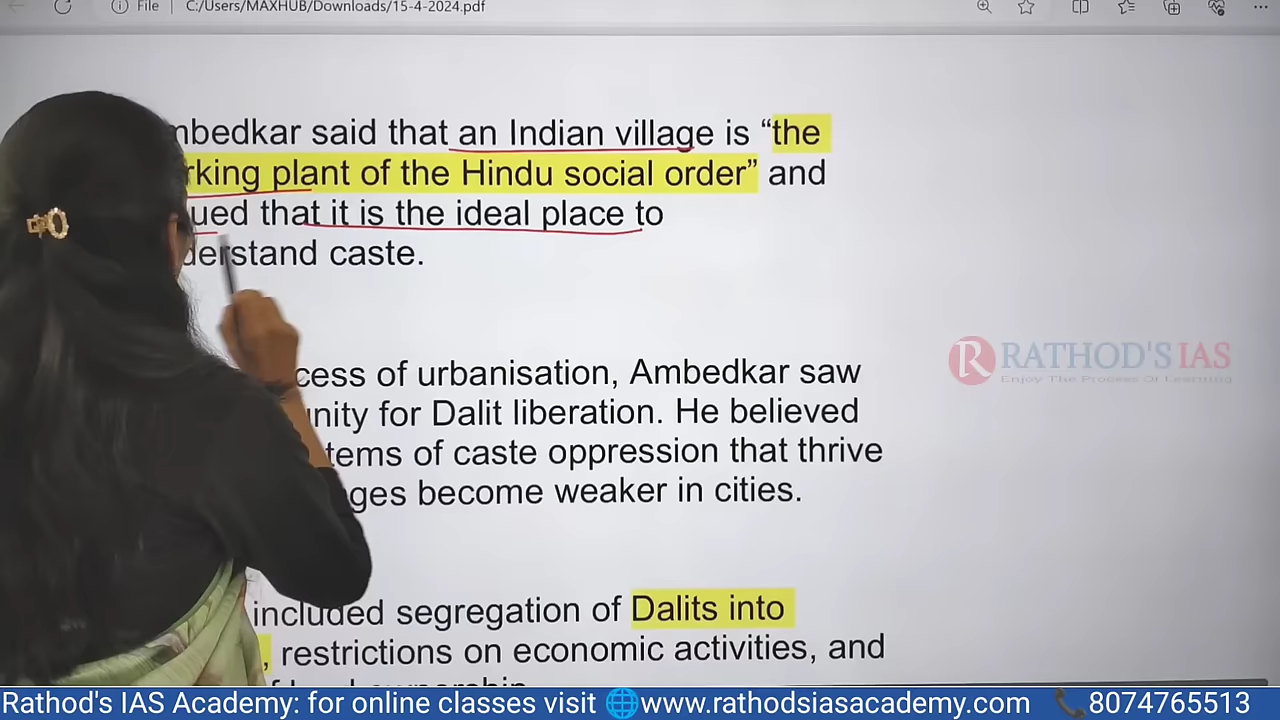 File C:/Users/MAXHUB/Downloads/15-4-2024.pdf
mbedkar said that an Indian village is “the
rking plant of the Hindu social order” and
ued that it is the ideal place to
derstand caste.
RATHOD'S IAS
Enjoy The Process Of Learning
cess of urbanisation, Ambedkar saw
nity for Dalit liberation. He believed
tems of caste oppression that thrive
ges become weaker in cities.
included segregation of Dalits into
, restrictions on economic activities, and
Rathod's IAS Academy: for online classes visit www.rathodsiasacademy.com 8074765513